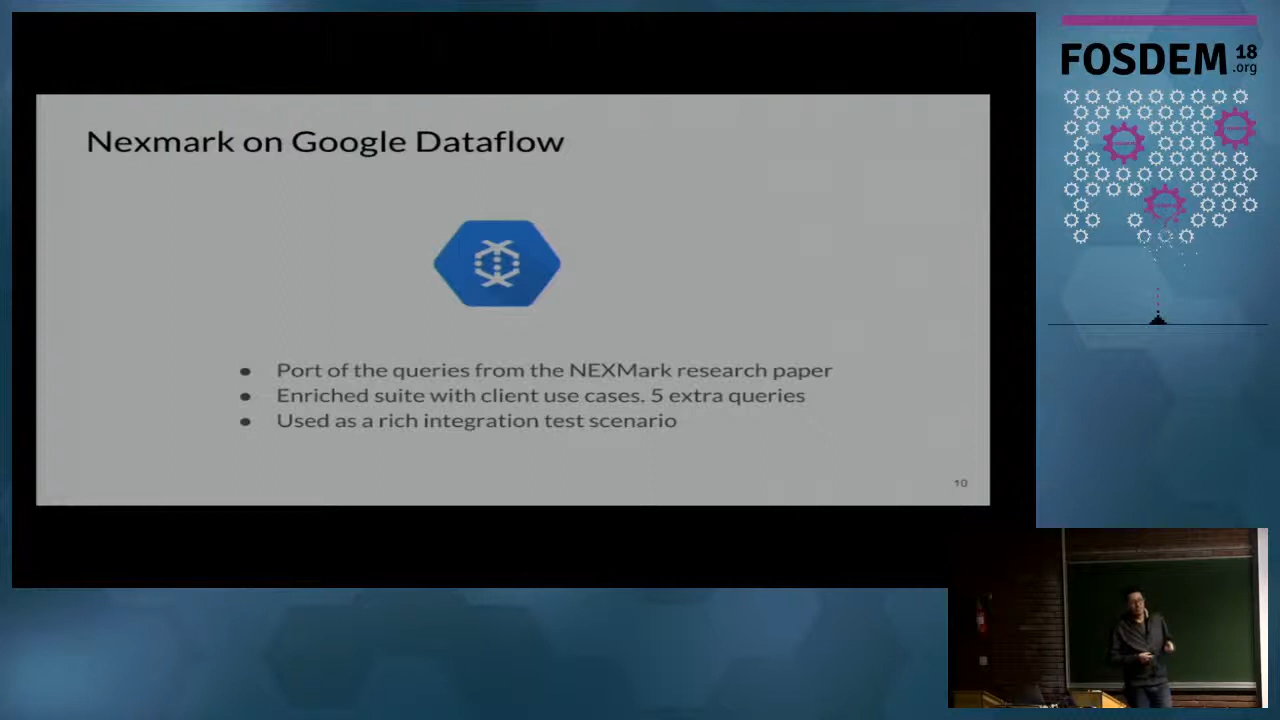 Nexmark on Google Dataflow
● Port of the queries from the NEXMark research paper
● Enriched suite with client use cases. 5 extra queries
● Used as a rich integration test scenario
10
FOSDEM 18
.org